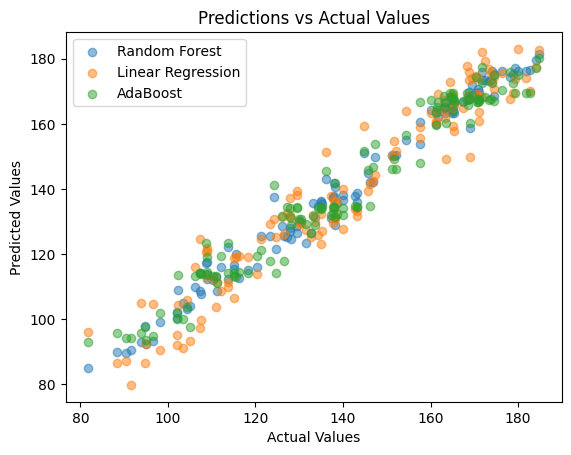 Predictions vs Actual Values
Random Forest
Linear Regression
AdaBoost
Predicted Values
180
160
140
120
100
80
80
100
120
140
160
180
Actual Values